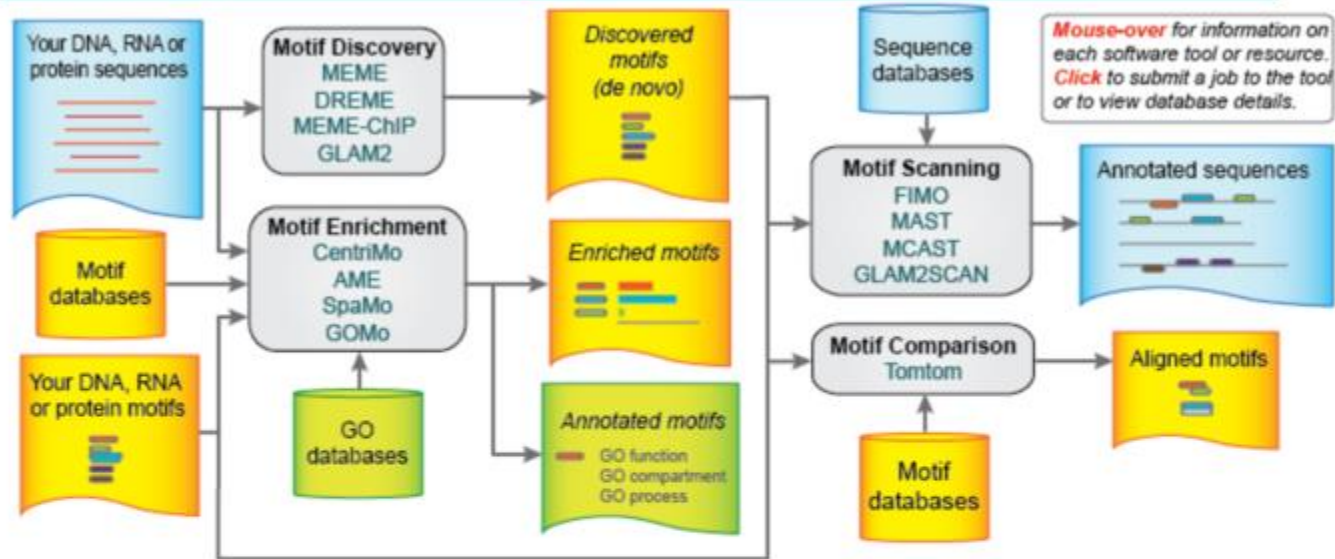 Your DNA, RNA or
protein sequences
Motif Discovery
MEME
DREME
MEME-ChIP
GLAM2
Discovered
motifs
(de novo)
Sequence
databases
Mouse-over for information on
each software tool or resource.
Click to submit a job to the tool
or to view database details.
Motif Scanning
FIMO
MAST
MCAST
GLAM2SCAN
Annotated sequences
Motif
databases
Motif Enrichment
CentriMo
AME
SpaMo
GOMo
Enriched motifs
Your DNA, RNA
or protein motifs
GO
databases
Annotated motifs
GO function
GO compartment
GO process
Motif Comparison
Tomtom
Aligned motifs
Motif
databases